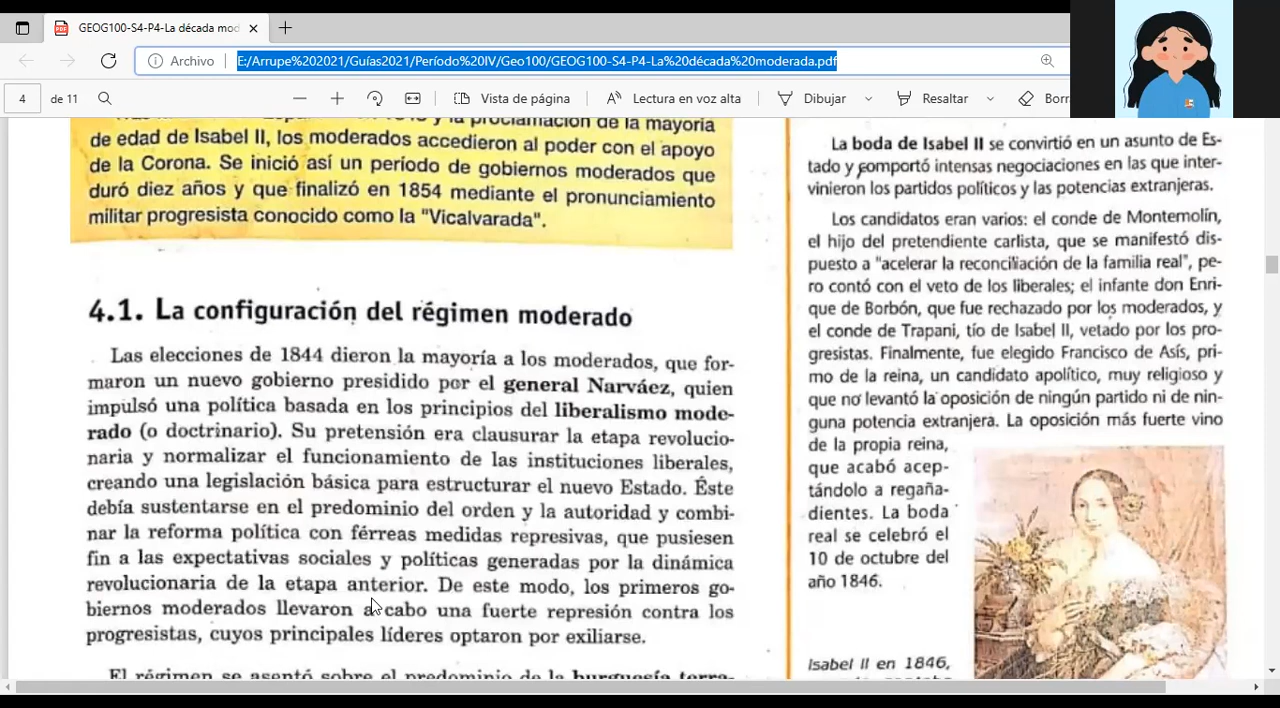 GEOG100-S4-P4-La década mod
Archivo
E:/Arrupe%202021/Guías2021/Período%20IV/Geo100/GEOG100-S4-P4-La%20década%20moderada.pdf
4 de 11
Vista de página
Lectura en voz alta
Dibujar
Resaltar
Borr
y la proclamación de la mayoría
de edad de Isabel II, los moderados accedieron al poder con el apoyo
de la Corona. Se inició así un período de gobiernos moderados que
duró diez años y que finalizó en 1854 mediante el pronunciamiento
militar progresista conocido como la "Vicalvarada".
4.1. La configuración del régimen moderado
Las elecciones de 1844 dieron la mayoría a los moderados, que for-
maron un nuevo gobierno presidido por el general Narváez, quien
impulsó una política basada en los principios del liberalismo mode-
rado (o doctrinario). Su pretensión era clausurar la etapa revolucio-
naria y normalizar el funcionamiento de las instituciones liberales,
creando una legislación básica para estructurar el nuevo Estado. Éste
debía sustentarse en el predominio del orden y la autoridad y combi-
nar la reforma política con férreas medidas represivas, que pusiesen
fin a las expectativas sociales y políticas generadas por la dinámica
revolucionaria de la etapa anterior. De este modo, los primeros go-
biernos moderados llevaron a cabo una fuerte represión contra los
progresistas, cuyos principales líderes optaron por exiliarse.
El régimen se asentó sobre el predominio de la burguesía terra-
La boda de Isabel II se convirtió en un asunto de Es-
tado y comportó intensas negociaciones en las que inter-
vinieron los partidos políticos y las potencias extranjeras.
Los candidatos eran varios: el conde de Montemolín,
el hijo del pretendiente carlista, que se manifestó dis-
puesto a "acelerar la reconciliación de la familia real", pe-
ro contó con el veto de los liberales; el infante don Enri-
que de Borbón, que fue rechazado por los moderados, y
el conde de Trapani, tío de Isabel II, vetado por los pro-
gresistas. Finalmente, fue elegido Francisco de Asís, pri-
mo de la reina, un candidato apolítico, muy religioso y
que no levantó la oposición de ningún partido ni de nin-
guna potencia extranjera. La oposición más fuerte vino
de la propia reina,
que acabó acep-
tándolo a regaña-
dientes. La boda
real se celebró el
10 de octubre del
año 1846.
Isabel II en 1846,